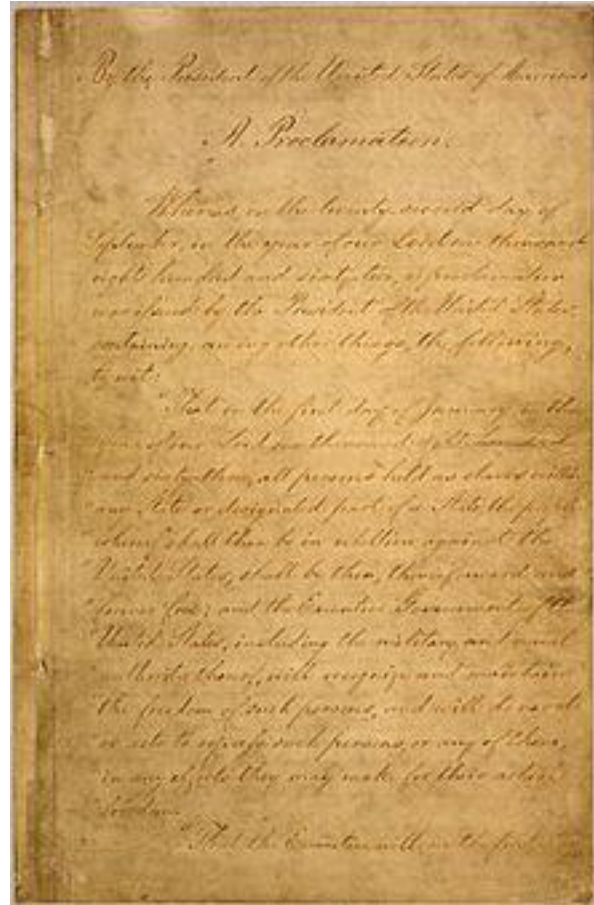 By the President of the United States of America
A Proclamation.
Whereas, on the twenty-second day of
September, in the year of our Lord one thousand
eight hundred and sixty-two, a proclamation
was issued by the President of the United States,
containing, among other things, the following,
to wit:
"That on the first day of January, in the
year of our Lord one thousand eight hundred
and sixty-three, all persons held as slaves within
any State or designated part of a State, the people
whereof shall then be in rebellion against the
United States, shall be then, thenceforward, and
forever free; and the Executive Government of the
United States, including the military and naval
authority thereof, will recognize and maintain
the freedom of such persons, and will do no act
or acts to repress such persons, or any of them,
in any efforts they may make for their actual
freedom.
"That the Executive will, on the first